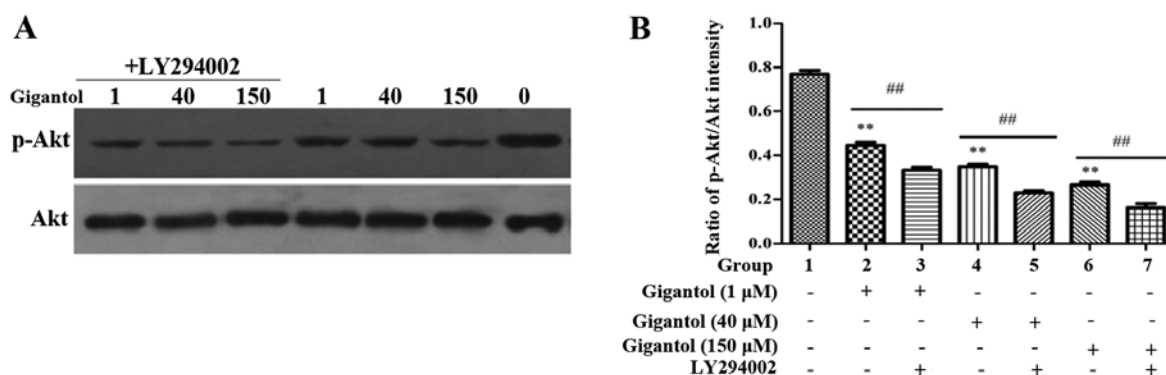 A
+LY294002
Gigantol 1 40 150 1 40 150 0
p-Akt
Akt
B
Ratio of p-Akt/Akt intensity
1.0
0.8
0.6
0.4
0.2
0.0
##
##
##
**
**
**
Group 1 2 3 4 5 6 7
Gigantol (1 µM) - + + - - - -
Gigantol (40 µM) - - - + + - -
Gigantol (150 µM) - - - - - + +
LY294002 - - + - + - +